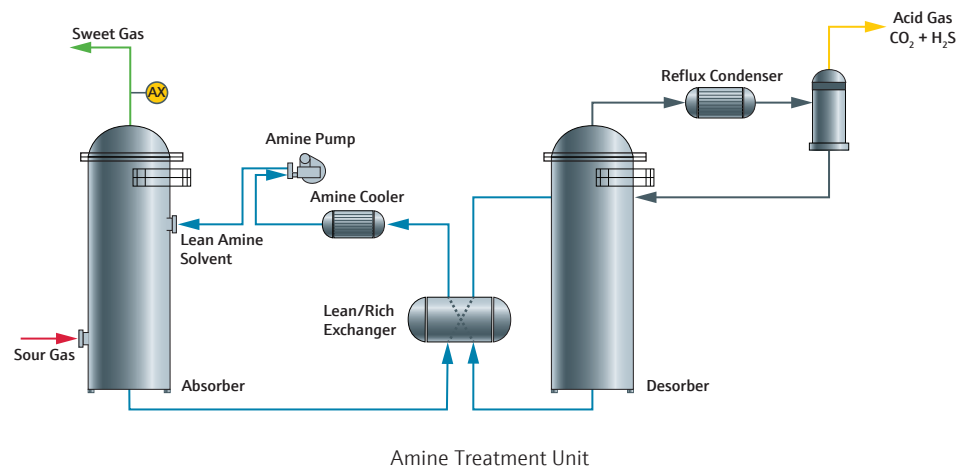 Sweet Gas
AX
Acid Gas
CO₂ + H₂S
Reflux Condenser
Amine Pump
Amine Cooler
Lean Amine
Solvent
Lean/Rich
Exchanger
Sour Gas
Absorber
Desorber
Amine Treatment Unit